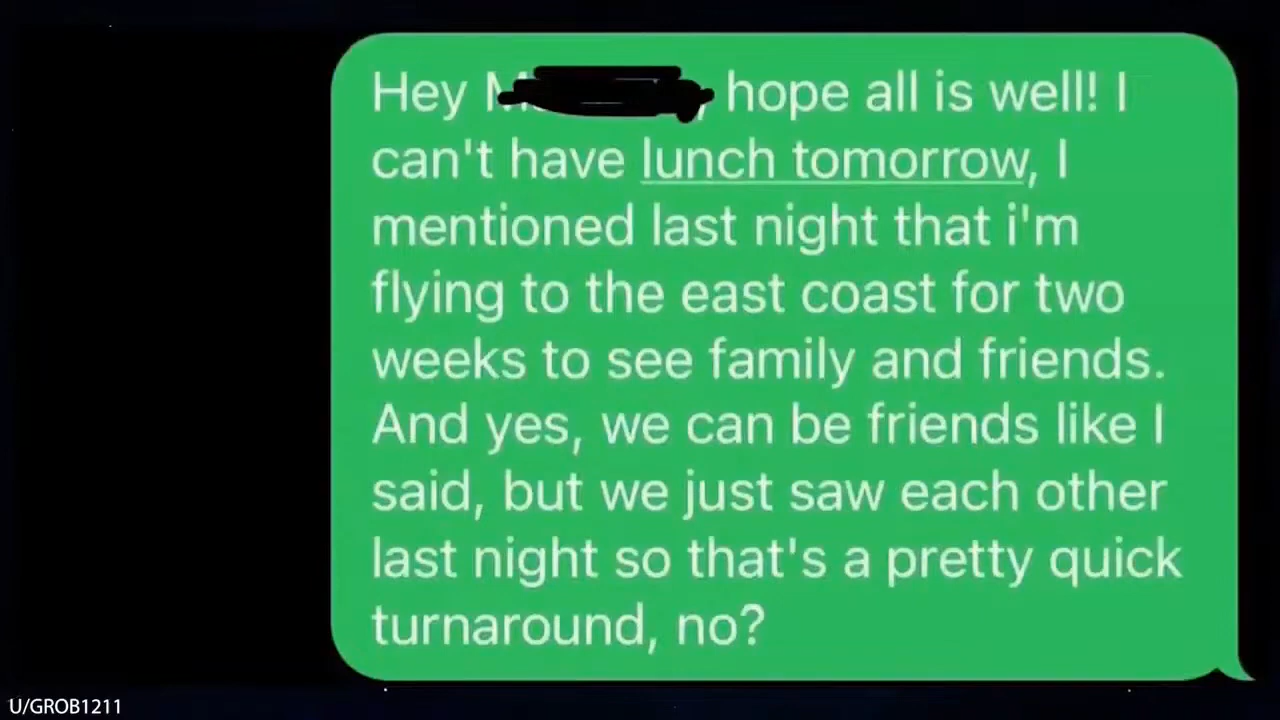 Hey , hope all is well! I
can't have lunch tomorrow, I
mentioned last night that i'm
flying to the east coast for two
weeks to see family and friends.
And yes, we can be friends like I
said, but we just saw each other
last night so that's a pretty quick
turnaround, no?
U/GROB1211